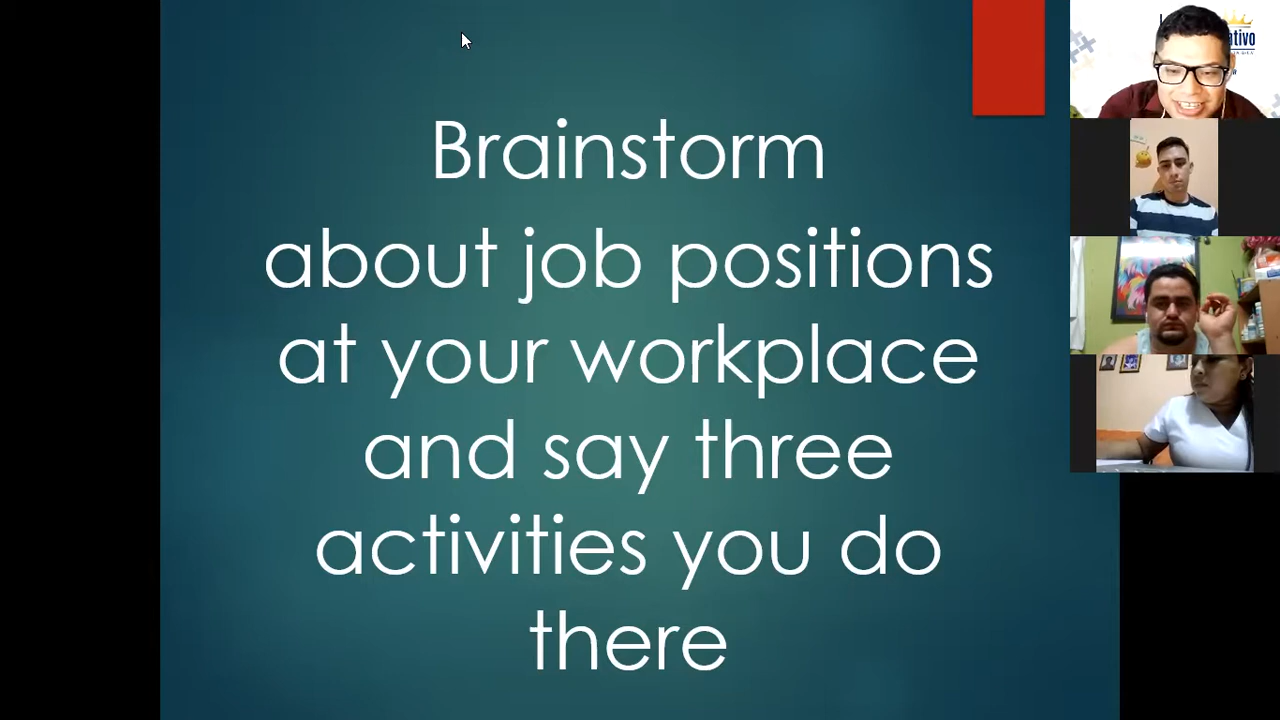 Brainstorm
about job positions
at your workplace
and say three
activities you do
there